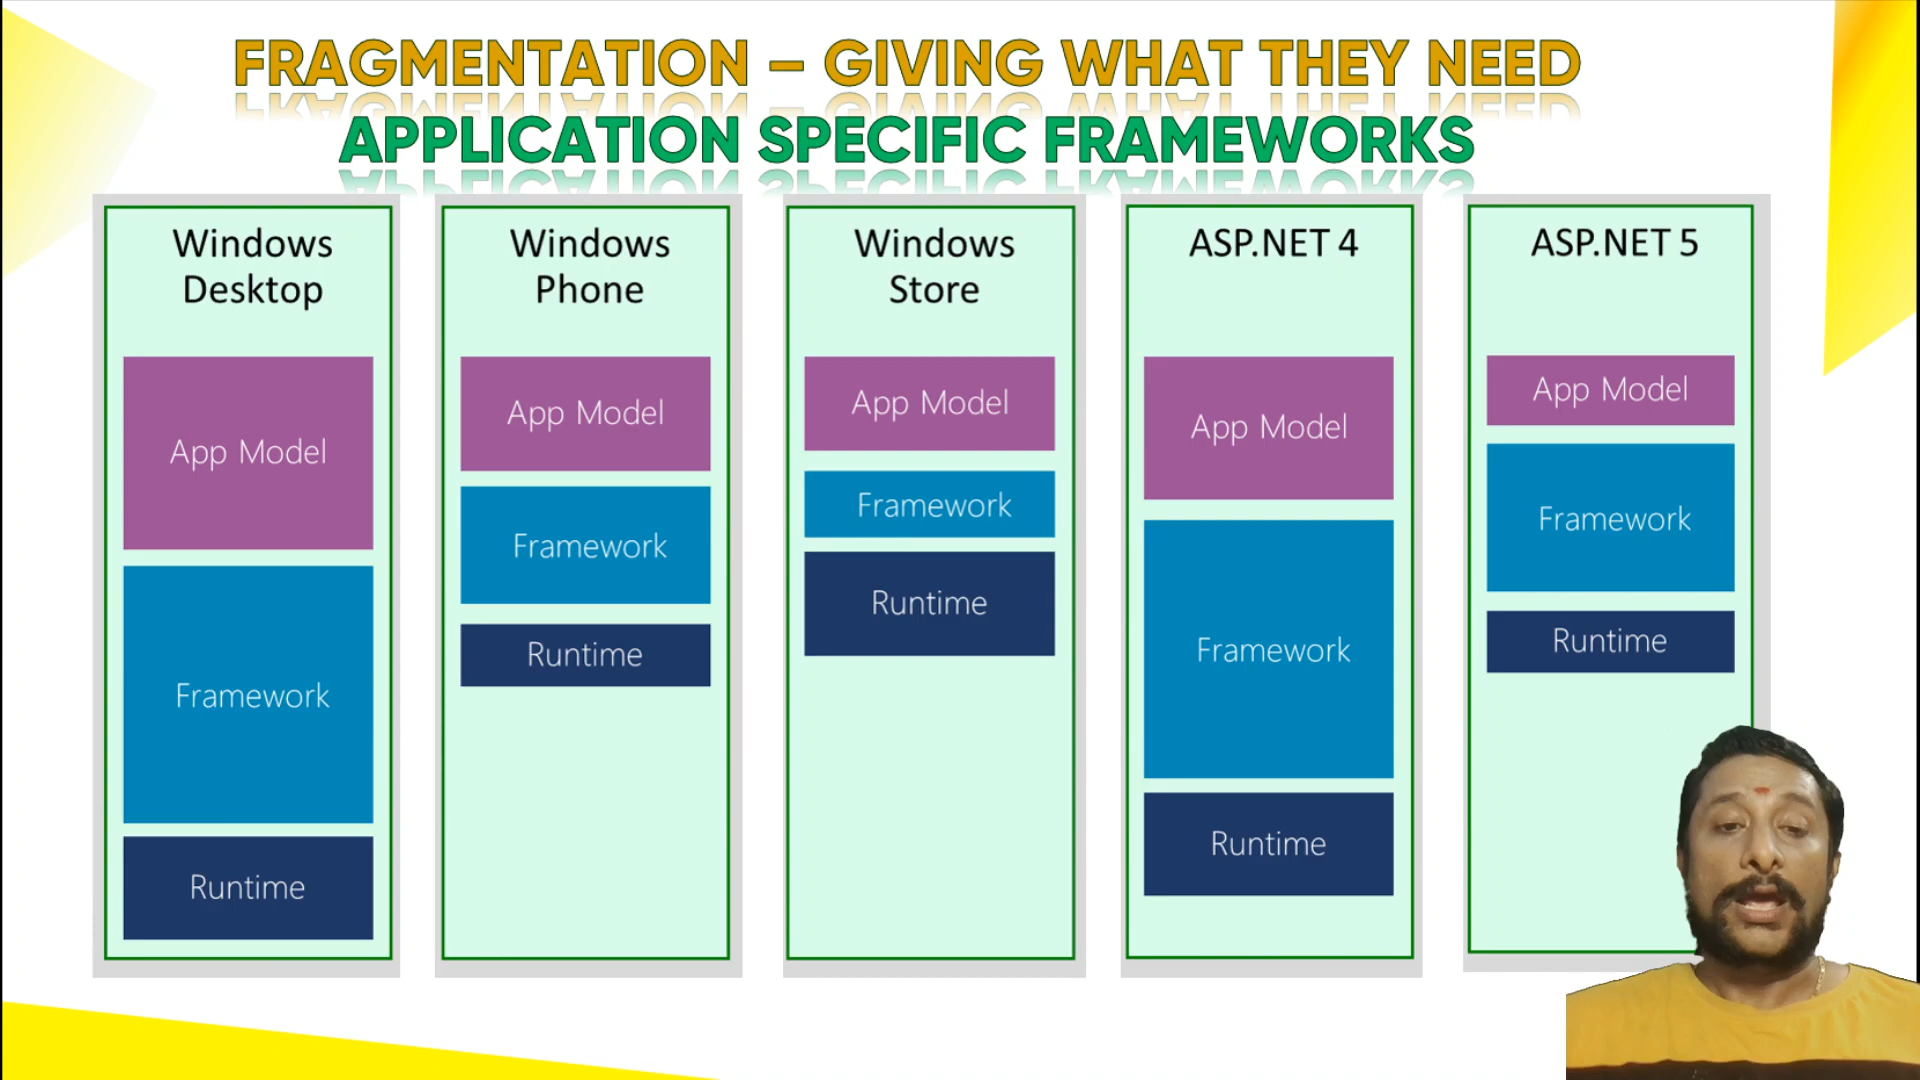 FRAGMENTATION – GIVING WHAT THEY NEED
APPLICATION SPECIFIC FRAMEWORKS
Windows
Desktop
App Model
Framework
Runtime
Windows
Phone
App Model
Framework
Runtime
Windows
Store
App Model
Framework
Runtime
ASP.NET 4
App Model
Framework
Runtime
ASP.NET 5
App Model
Framework
Runtime